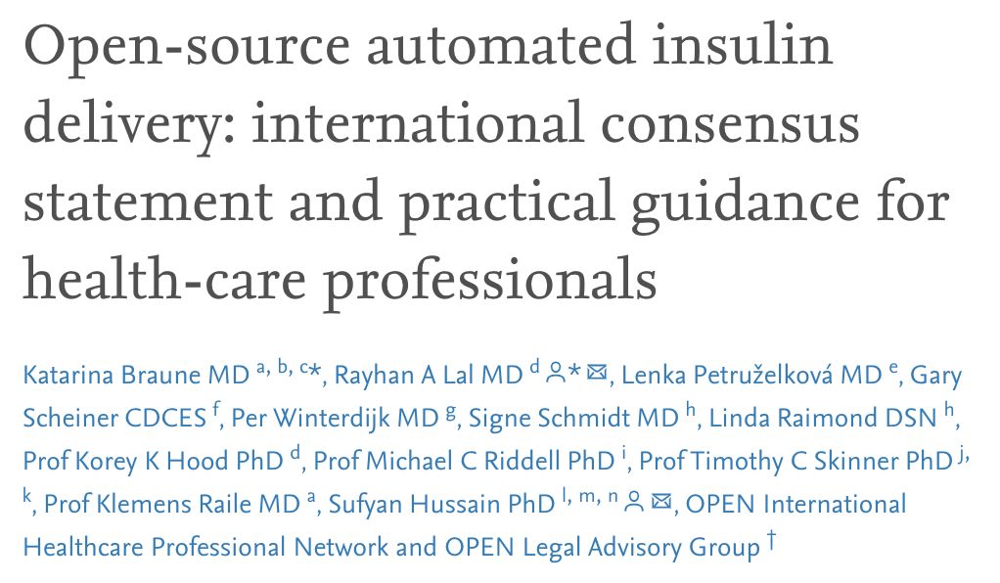 Open-source automated insulin
delivery: international consensus
statement and practical guidance for
health-care professionals
Katarina Braune MD a, b, c*, Rayhan A Lal MD d *, Lenka Petruželková MD e, Gary
Scheiner CDCES f, Per Winterdijk MD g, Signe Schmidt MD h, Linda Raimond DSN h,
Prof Korey K Hood PhD d, Prof Michael C Riddell PhD i, Prof Timothy C Skinner PhD j,
k, Prof Klemens Raile MD a, Sufyan Hussain PhD l, m, n , OPEN International
Healthcare Professional Network and OPEN Legal Advisory Group †